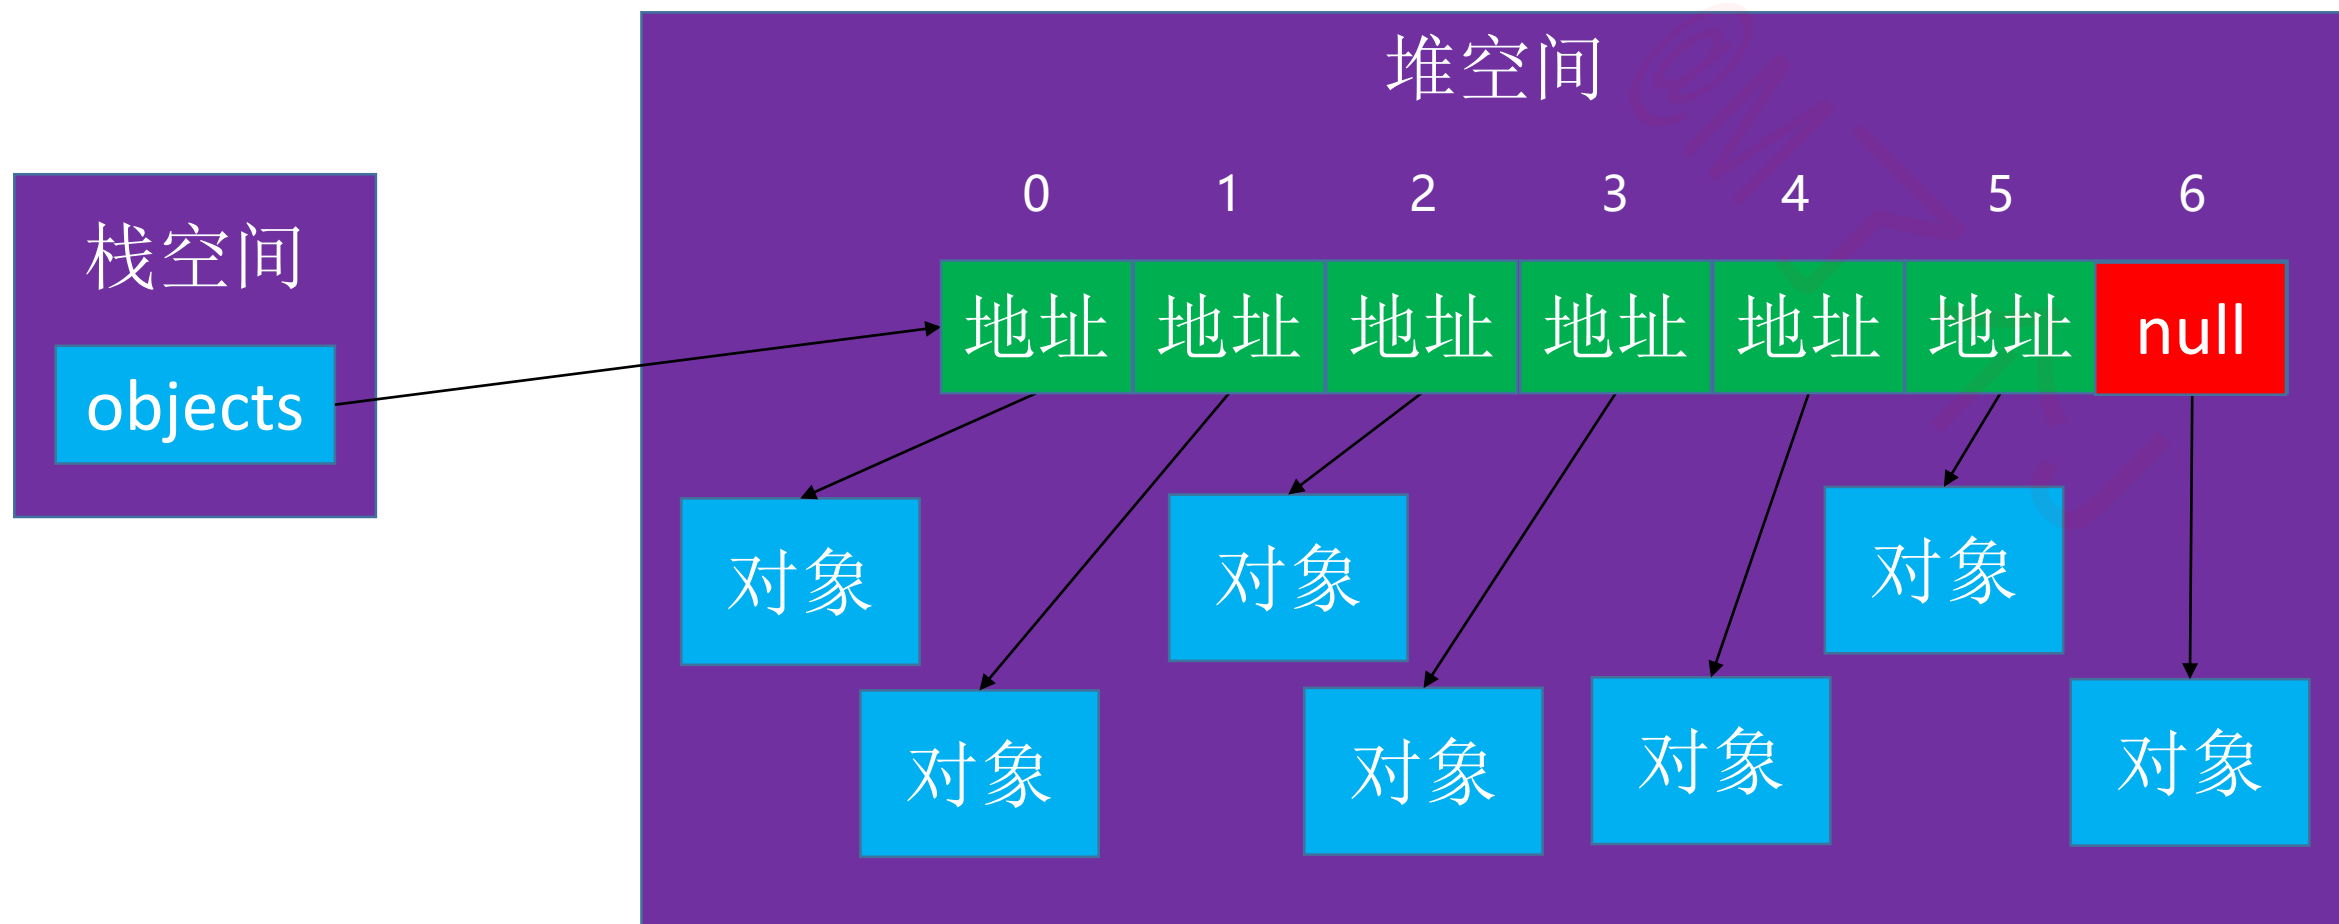 堆空间
0 1 2 3 4 5 6
栈空间
地址 地址 地址 地址 地址 地址 null
objects
对象 对象 对象
对象 对象 对象 对象